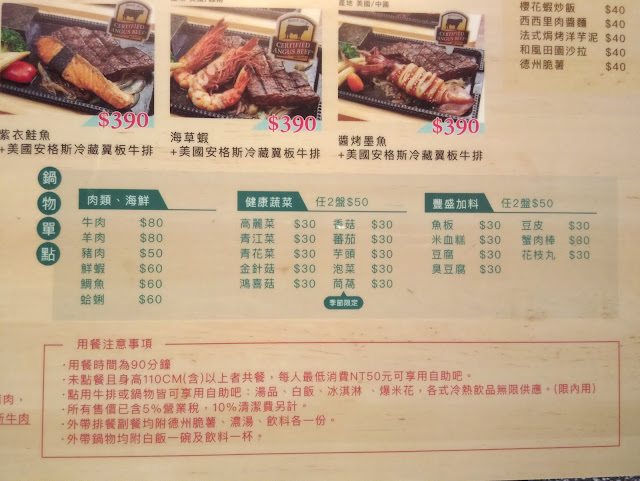 產地 美國/中國
櫻花蝦炒飯 $40
西西里肉醬麵 $40
法式焗烤洋芋泥 $40
和風田園沙拉 $40
德州脆薯 $40
CERTIFIED ANGUS BEEF
CERTIFIED ANGUS BEEF
CERTIFIED ANGUS BEEF
$390
$390
$390
紫衣鮭魚
+美國安格斯冷藏翼板牛排
海草蝦
+美國安格斯冷藏翼板牛排
醬烤墨魚
+美國安格斯冷藏翼板牛排
鍋物單點
肉類、海鮮
牛肉 $80
羊肉 $80
豬肉 $50
鮮蝦 $60
鯛魚 $60
蛤蜊 $60
健康蔬菜 任2盤$50
高麗菜 $30 香菇 $30
青江菜 $30 番茄 $30
青花菜 $30 芋頭 $30
金針菇 $30 泡菜 $30
鴻喜菇 $30 茼蒿 $30
季節限定
豐盛加料 任2盤$50
魚板 $30 豆皮 $30
米血糕 $30 蟹肉棒 $80
豆腐 $30 花枝丸 $30
臭豆腐 $30
用餐注意事項
·用餐時間為90分鐘
·未點餐且身高110CM(含)以上者共餐，每人最低消費NT50元可享用自助吧。
·點用牛排或鍋物皆可享用自助吧：湯品、白飯、冰淇淋、爆米花，各式冷熱飲品無限供應。(限內用)
·所有售價已含5%營業稅，10%清潔費另計。
·外帶排餐副餐均附德州脆薯、濃湯、飲料各一份。
·外帶鍋物均附白飯一碗及飲料一杯。
肉，
牛肉